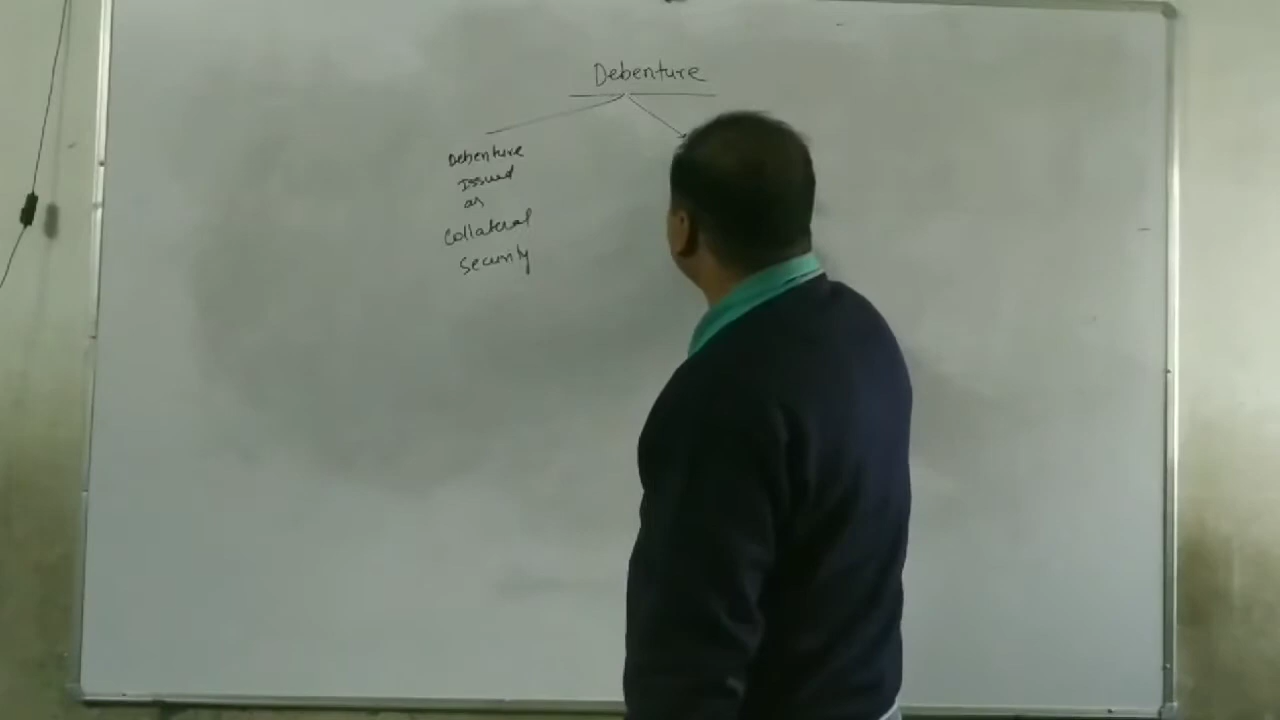 Debenture
Debenture
Issued
as
Collateral
Security